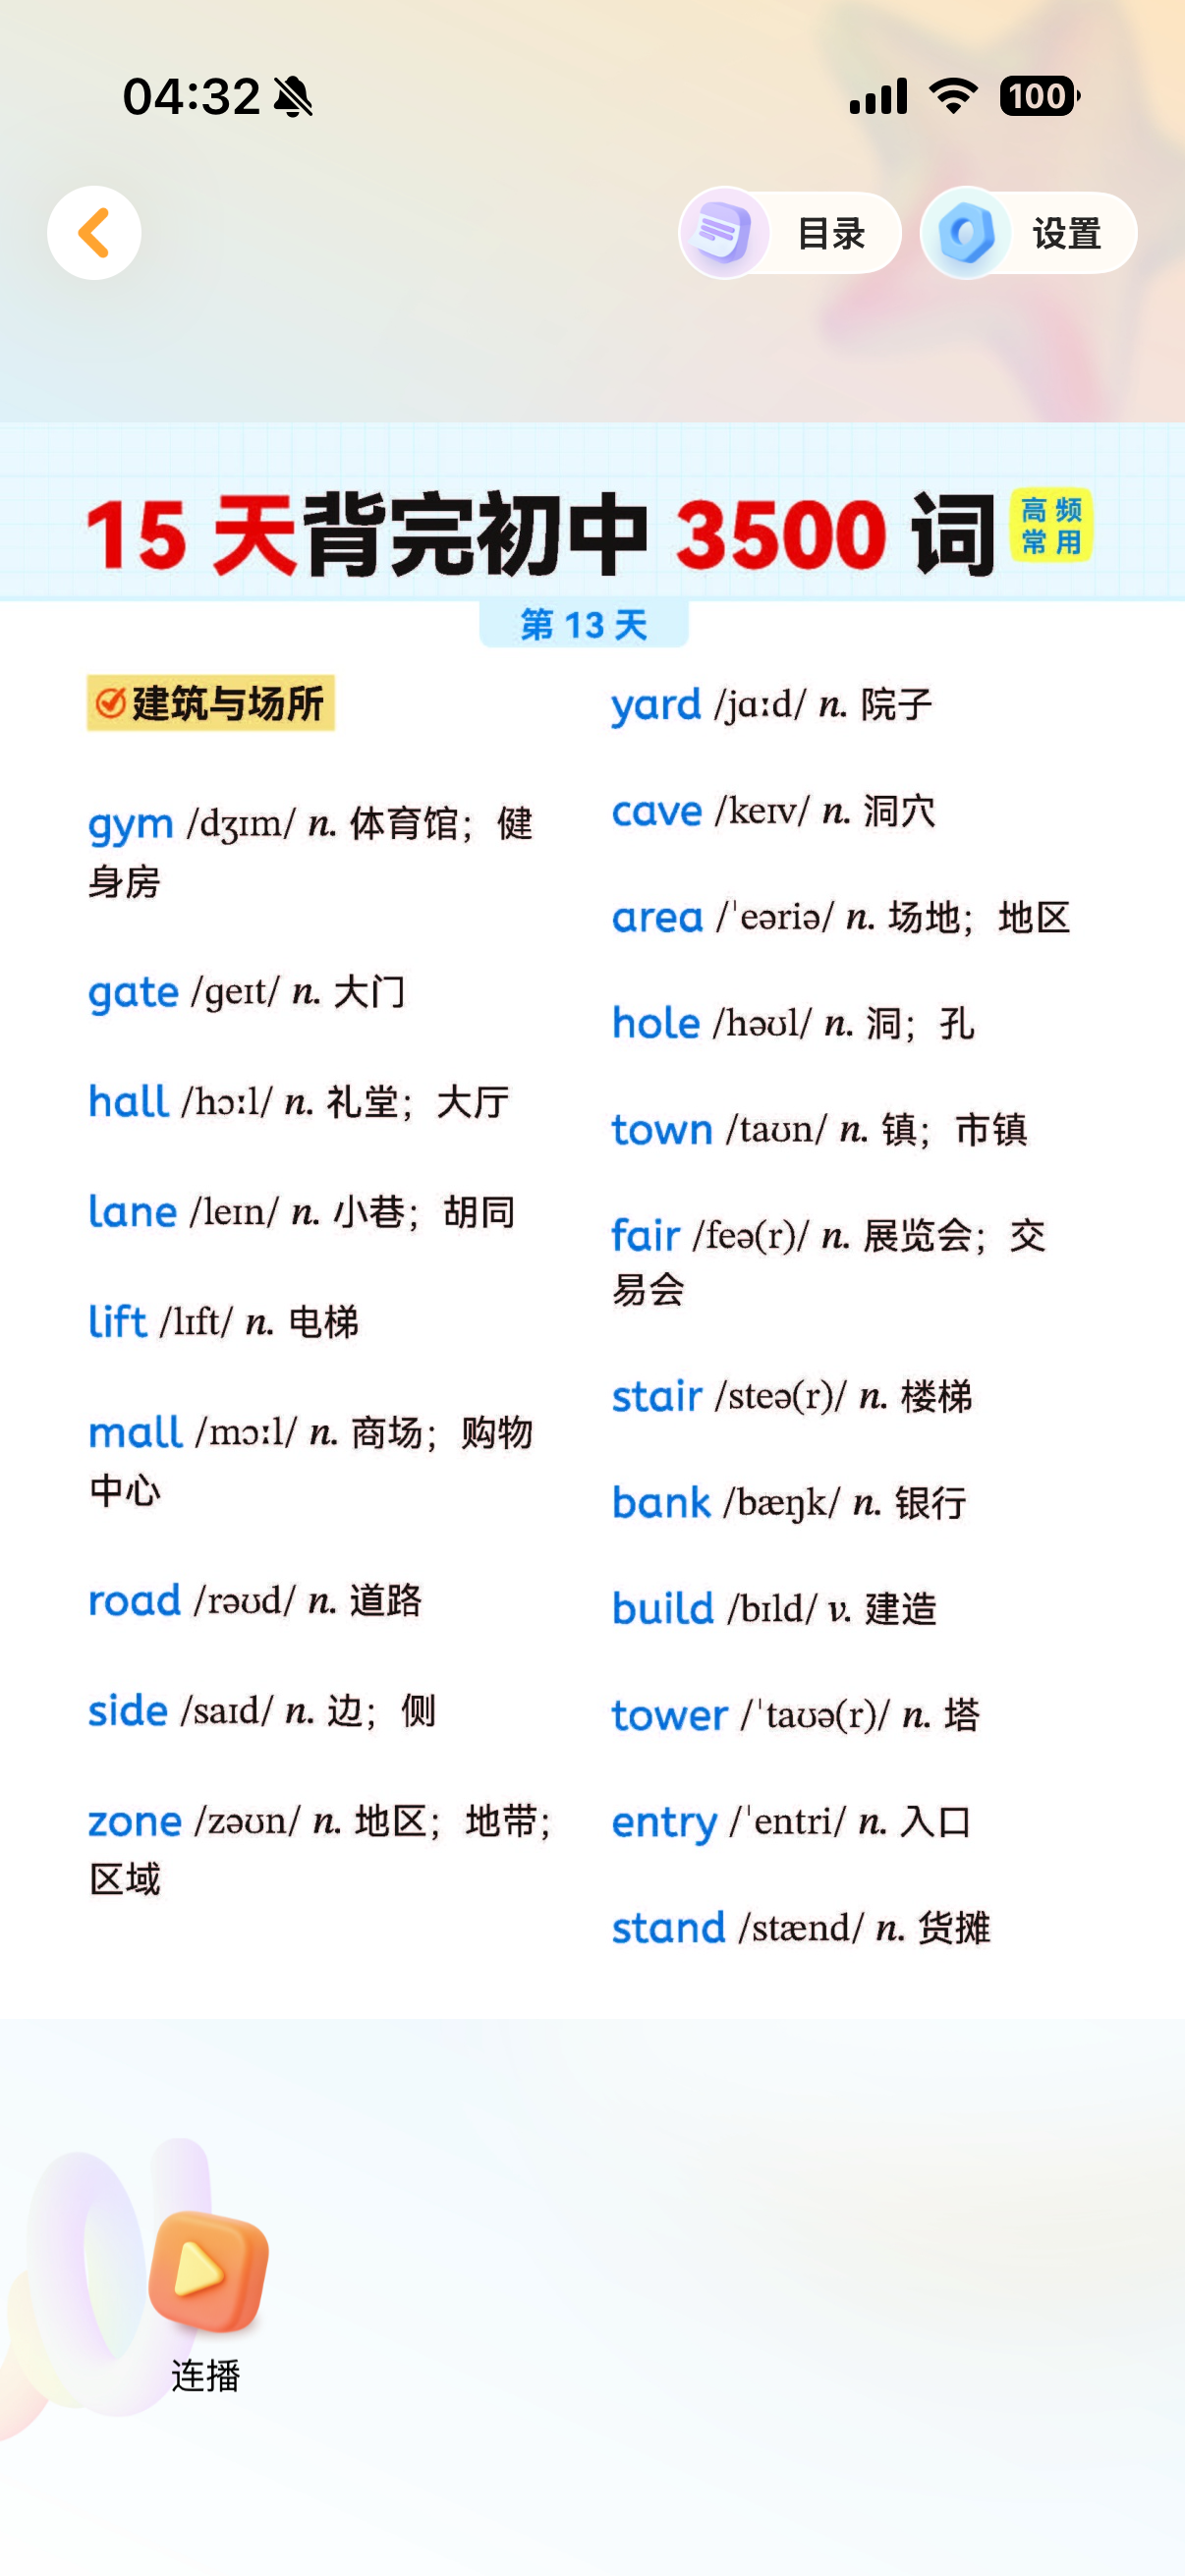 04:32
100
目录
设置
15 天背完初中 3500 词
高频
常用
第 13 天
建筑与场所
gym /dʒɪm/ n. 体育馆；健
身房
gate /ɡeɪt/ n. 大门
hall /hɔːl/ n. 礼堂；大厅
lane /leɪn/ n. 小巷；胡同
lift /lɪft/ n. 电梯
mall /mɔːl/ n. 商场；购物
中心
road /rəʊd/ n. 道路
side /saɪd/ n. 边；侧
zone /zəʊn/ n. 地区；地带；
区域
yard /jɑːd/ n. 院子
cave /keɪv/ n. 洞穴
area /ˈeəriə/ n. 场地；地区
hole /həʊl/ n. 洞；孔
town /taʊn/ n. 镇；市镇
fair /feə(r)/ n. 展览会；交
易会
stair /steə(r)/ n. 楼梯
bank /bæŋk/ n. 银行
build /bɪld/ v. 建造
tower /ˈtaʊə(r)/ n. 塔
entry /ˈentri/ n. 入口
stand /stænd/ n. 货摊
连播